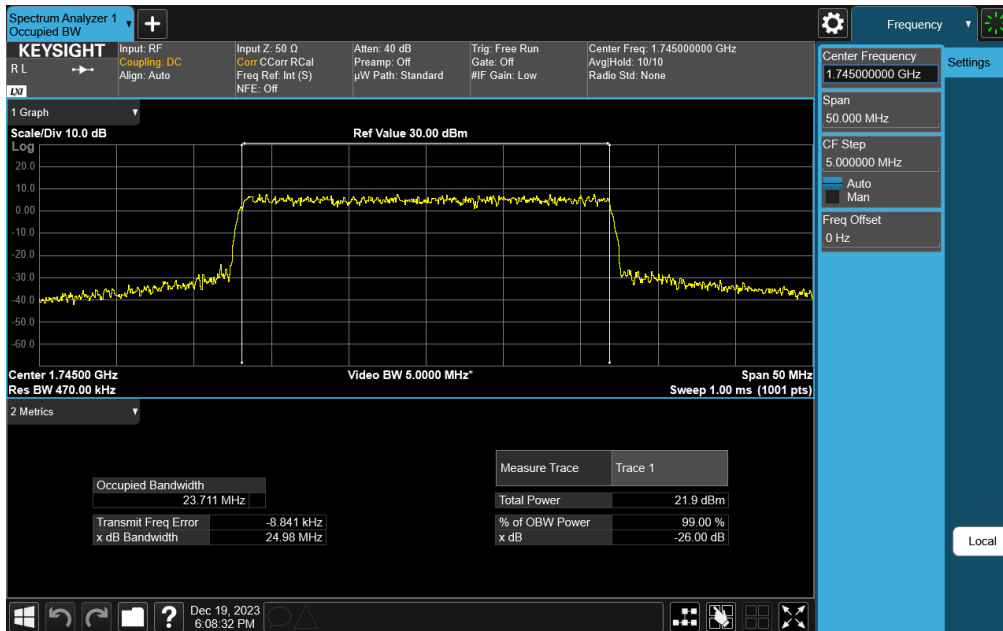 Spectrum Analyzer 1
Occupied BW
Frequency
KEYSIGHT
Input: RF
Coupling: DC
Align: Auto
Input Z: 50 Ω
Corr CCorr RCal
Freq Ref: Int (S)
NFE: Off
Atten: 40 dB
Preamp: Off
µW Path: Standard
Trig: Free Run
Gate: Off
#IF Gain: Low
Center Freq: 1.745000000 GHz
Avg|Hold: 10/10
Radio Std: None
R L
LXI
Center Frequency
1.745000000 GHz
Settings
Span
50.000 MHz
CF Step
5.000000 MHz
Auto
Man
Freq Offset
0 Hz
1 Graph
Scale/Div 10.0 dB
Ref Value 30.00 dBm
Log
20.0
10.0
0.00
-10.0
-20.0
-30.0
-40.0
-50.0
-60.0
Center 1.74500 GHz
Video BW 5.0000 MHz*
Span 50 MHz
Res BW 470.00 kHz
Sweep 1.00 ms (1001 pts)
2 Metrics
Occupied Bandwidth
23.711 MHz
Transmit Freq Error -8.841 kHz
x dB Bandwidth 24.98 MHz
Measure Trace Trace 1
Total Power 21.9 dBm
% of OBW Power 99.00 %
x dB -26.00 dB
Local
?
Dec 19, 2023
6:08:32 PM